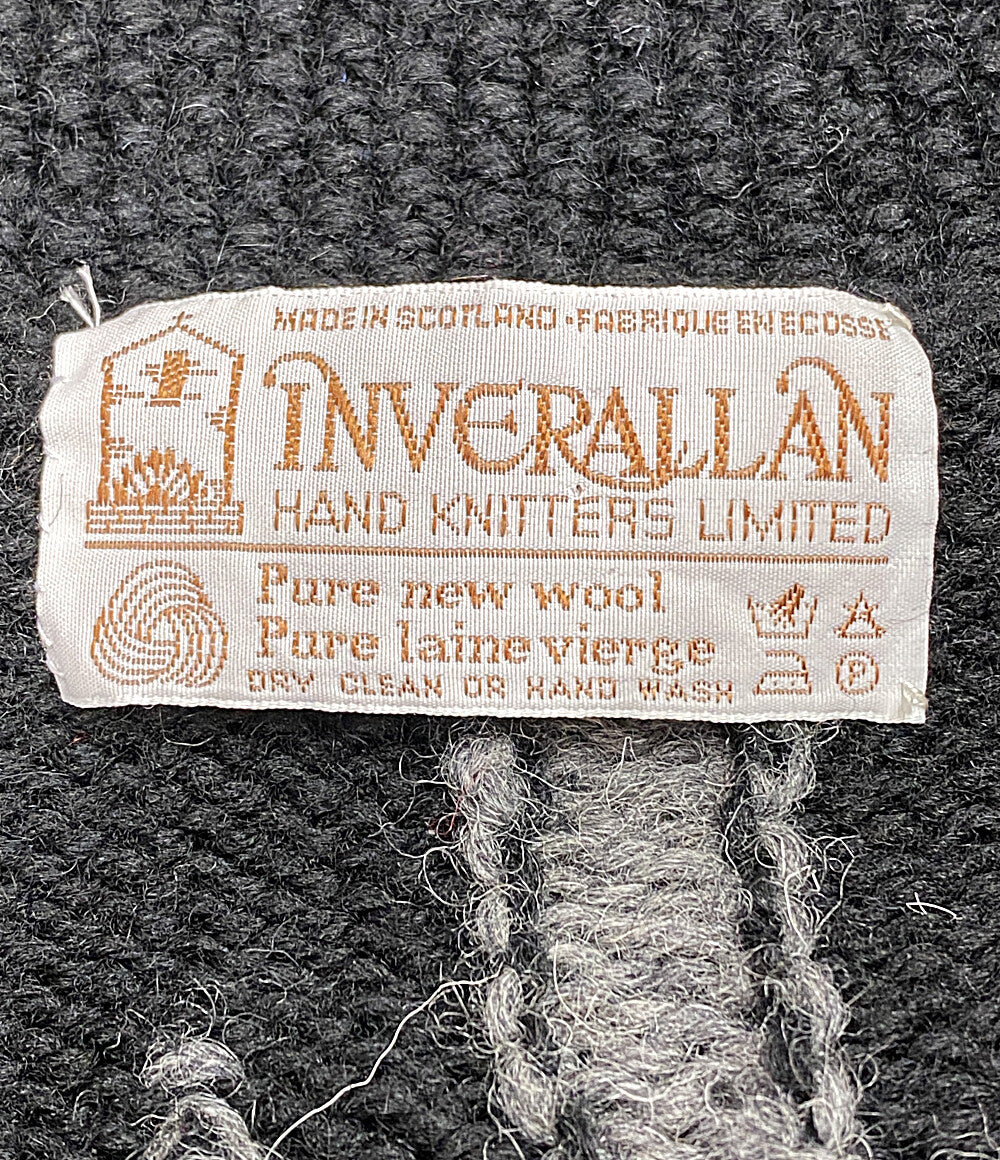 MADE IN SCOTLAND · FABRIQUE EN ECOSSE
INVERALLAN
HAND KNITTERS LIMITED
Pure new wool
Pure laine vierge
DRY CLEAN OR HAND WASH
A
P